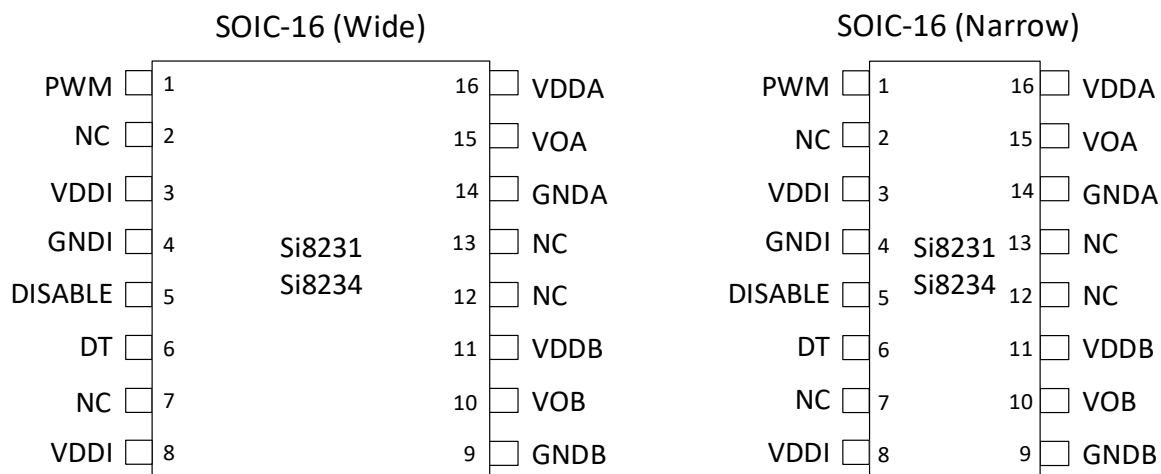 SOIC-16 (Wide)
PWM 1 16 VDDA
NC 2 15 VOA
VDDI 3 14 GNDA
GNDI 4 13 NC
Si8231
Si8234
DISABLE 5 12 NC
DT 6 11 VDDB
NC 7 10 VOB
VDDI 8 9 GNDB
SOIC-16 (Narrow)
PWM 1 16 VDDA
NC 2 15 VOA
VDDI 3 14 GNDA
GNDI 4 13 NC
Si8231
Si8234
DISABLE 5 12 NC
DT 6 11 VDDB
NC 7 10 VOB
VDDI 8 9 GNDB